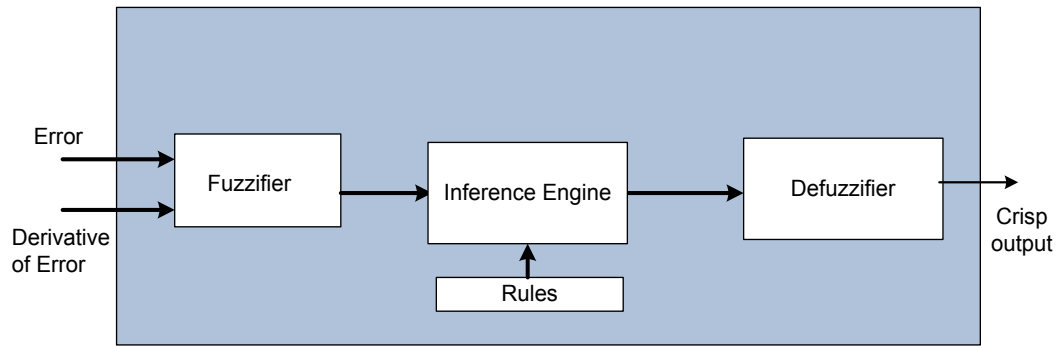 Error
Derivative
of Error
Fuzzifier
Inference Engine
Rules
Defuzzifier
Crisp
output